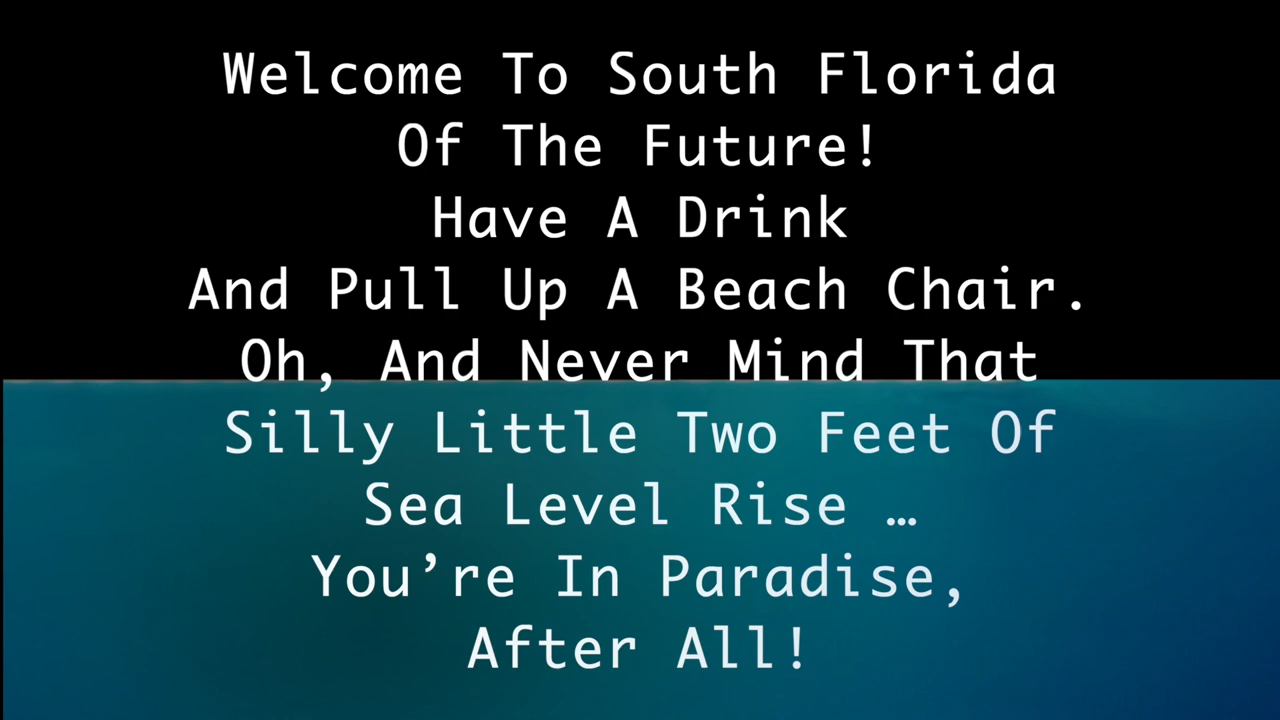 Welcome To South Florida
Of The Future!
Have A Drink
And Pull Up A Beach Chair.
Oh, And Never Mind That
Silly Little Two Feet Of
Sea Level Rise …
You’re In Paradise,
After All!